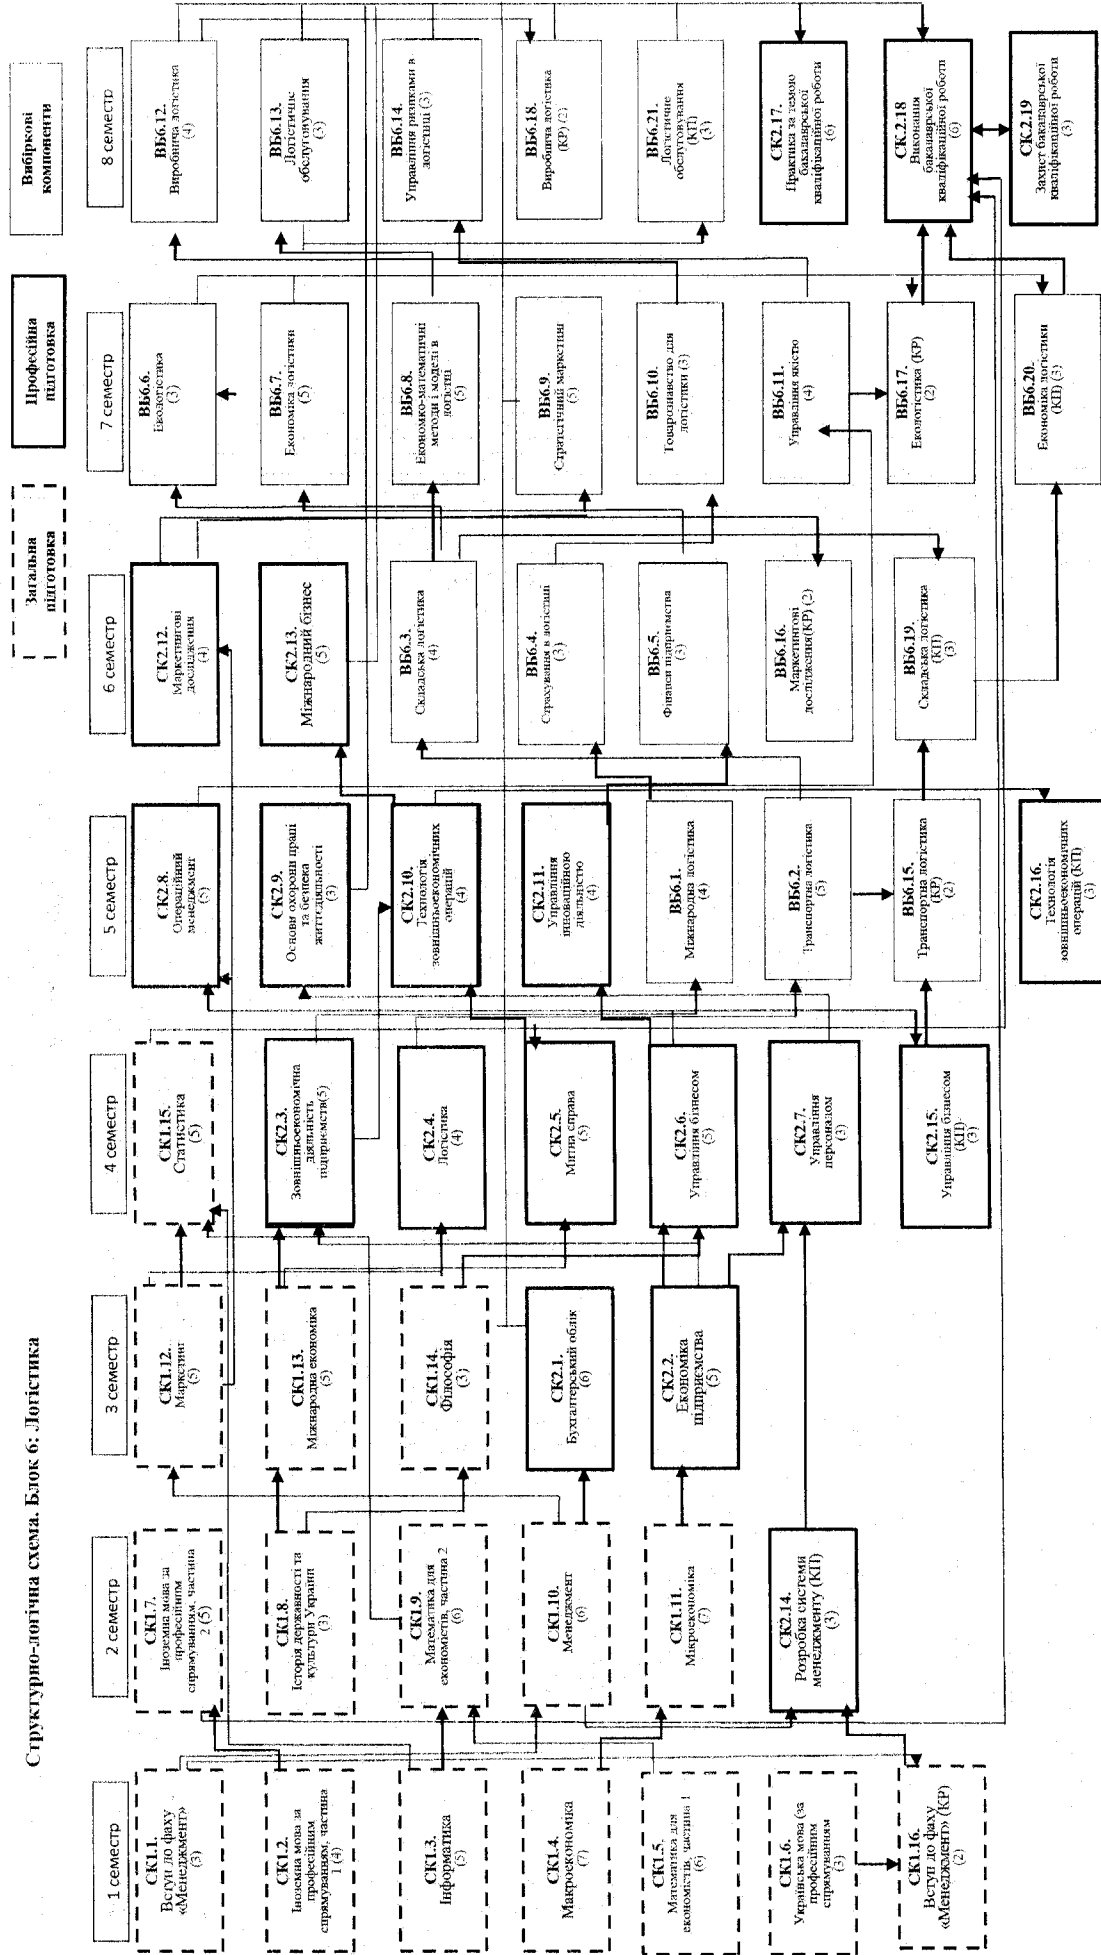 Структурно-логічна схема. Блок 6: Логістика
Загальна
підготовка
Професійна
підготовка
Вибіркові
компоненти
1 семестр
СК1.1.
Вступ до фаху
«Менеджмент»
(3)
СК1.2.
Іноземна мова за
професійним
спрямуванням, частина
1 (4)
СК1.3.
Інформатика
(5)
СК1.4.
Макроекономіка
(7)
СК1.5.
Математика для
економістів, частина 1
(6)
СК1.6.
Українська мова (за
професійним
спрямуванням
(3)
СК1.16.
Вступ до фаху
«Менеджмент» (КР)
(2)
2 семестр
СК1.7.
Іноземна мова за
професійним
спрямуванням, частина
2 (5)
СК1.8.
Історія державності та
культури України
(3)
СК1.9.
Математика для
економістів, частина 2
(6)
СК1.10.
Менеджмент
(6)
СК1.11.
Мікроекономіка
(7)
СК2.14.
Розробка системи
менеджменту (КП)
(3)
3 семестр
СК1.12.
Маркетинг
(5)
СК1.13.
Міжнародна економіка
(5)
СК1.14.
Філософія
(3)
СК2.1.
Бухгалтерський облік
(6)
СК2.2.
Економіка
підприємства
(5)
4 семестр
СК1.15.
Статистика
(5)
СК2.3.
Зовнішньоекономічна
діяльність
підприємств(5)
СК2.4.
Логістика
(4)
СК2.5.
Митна справа
(5)
СК2.6.
Управління бізнесом
(5)
СК2.7.
Управління
персоналом
(3)
СК2.15.
Управління бізнесом
(КП)
(3)
5 семестр
СК2.8.
Операційний
менеджмент
(5)
СК2.9.
Основи охорони праці
та безпека
життєдіяльності
(3)
СК2.10.
Технологія
зовнішньоекономічних
операцій
(4)
СК2.11.
Управління
інноваційною
діяльністю
(4)
ВБ6.1.
Міжнародна логістика
(4)
ВБ6.2.
Транспортна логістика
(5)
ВБ6.15.
Транспортна логістика
(КР)
(2)
СК2.16.
Технологія
зовнішньоекономічних
операцій (КП)
(3)
6 семестр
СК2.12.
Маркетингові
дослідження
(4)
СК2.13.
Міжнародний бізнес
(5)
ВБ6.3.
Складська логістика
(4)
ВБ6.4.
Страхування в логістиці
(3)
ВБ6.5.
Фінанси підприємства
(3)
ВБ6.16.
Маркетингові
дослідження(КР) (2)
ВБ6.19.
Складська логістика
(КП)
(3)
7 семестр
ВБ6.6.
Екологістика
(3)
ВБ6.7.
Економіка логістики
(5)
ВБ6.8.
Економко-математичні
методи і моделі в
логістиці
(5)
ВБ6.9.
Стратегічний маркетинг
(5)
ВБ6.10.
Товарознавство для
логістики (3)
ВБ6.11.
Управління якістю
(4)
ВБ6.17.
Екологістика (КР)
(2)
ВБ6.20.
Економіка логістики
(КП) (3)
8 семестр
ВБ6.12.
Виробнича логістика
(4)
ВБ6.13.
Логістичне
обслуговування
(3)
ВБ6.14.
Управління ризиками в
логістиці (3)
ВБ6.18.
Виробнича логістика
(КР) (2)
ВБ6.21.
Логістичне
обслуговування
(КП)
(3)
СК2.17.
Практика за темою
бакалаврської
кваліфікаційної роботи
(6)
СК2.18
Виконання
бакалаврської
кваліфікаційної роботи
(6)
СК2.19
Захист бакалаврської
кваліфікаційної роботи
(3)